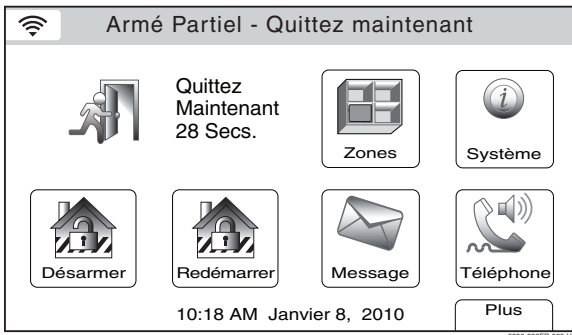 Armé Partiel - Quittez maintenant
Quittez
Maintenant
28 Secs.
Zones
Système
Désarmer
Redémarrer
Message
Téléphone
10:18 AM Janvier 8, 2010
Plus